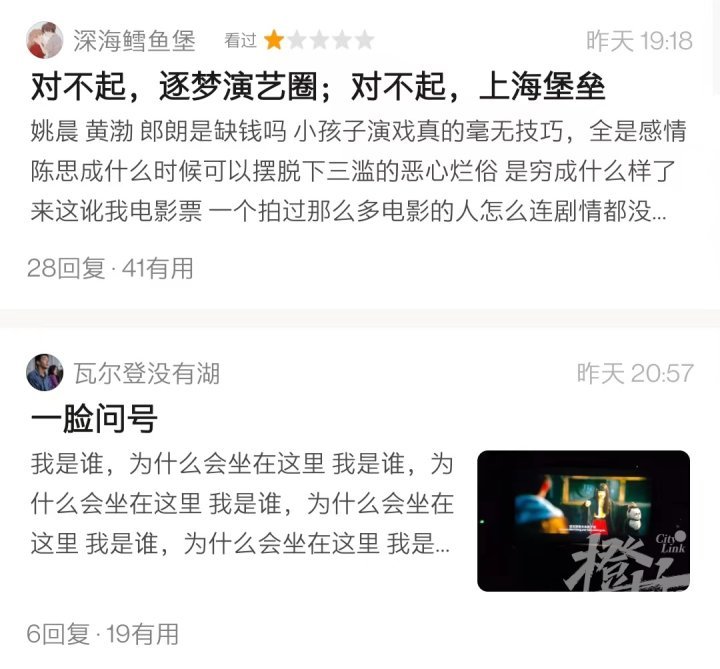 深海鳕鱼堡 看过 昨天 19:18
对不起，逐梦演艺圈；对不起，上海堡垒
姚晨 黄渤 郎朗是缺钱吗 小孩子演戏真的毫无技巧，全是感情
陈思成什么时候可以摆脱下三滥的恶心烂俗 是穷成什么样了
来这讹我电影票 一个拍过那么多电影的人怎么连剧情都没...
28回复 · 41有用
瓦尔登没有湖 昨天 20:57
一脸问号
我是谁，为什么会坐在这里 我是谁，为
什么会坐在这里 我是谁，为什么会坐在
这里 我是谁，为什么会坐在这里 我是...
City
Link
橙柿
6回复 · 19有用